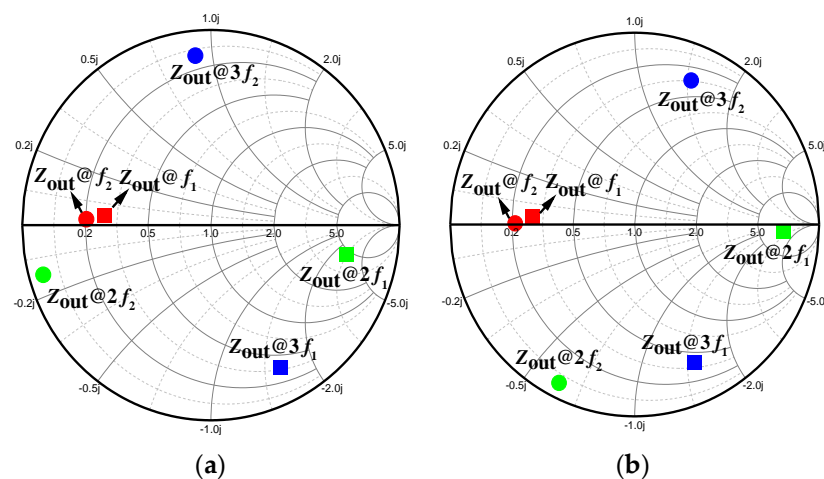 1.0j
0.5j
2.0j
Zout@3f2
0.2j
5.0j
Zout@f2
Zout@f1
0.2
0.5
1.0
2.0
5.0
Zout@2f1
-0.2j
Zout@2f2
-5.0j
Zout@3f1
-0.5j
-2.0j
-1.0j
(a)
1.0j
0.5j
2.0j
Zout@3f2
0.2j
5.0j
Zout@f2
Zout@f1
0.2
0.5
1.0
2.0
5.0
Zout@2f1
-0.2j
-5.0j
Zout@2f2
Zout@3f1
-0.5j
-2.0j
-1.0j
(b)